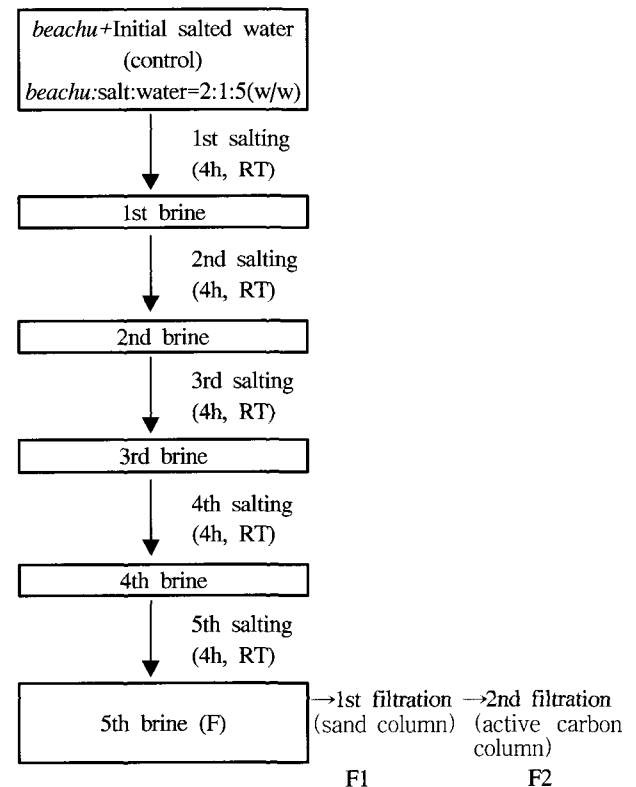 beachu+Initial salted water
(control)
beachu:salt:water=2:1:5(w/w)
1st salting
(4h, RT)
1st brine
2nd salting
(4h, RT)
2nd brine
3rd salting
(4h, RT)
3rd brine
4th salting
(4h, RT)
4th brine
5th salting
(4h, RT)
5th brine (F)
→1st filtration →2nd filtration
(sand column) (active carbon
column)
F1 F2